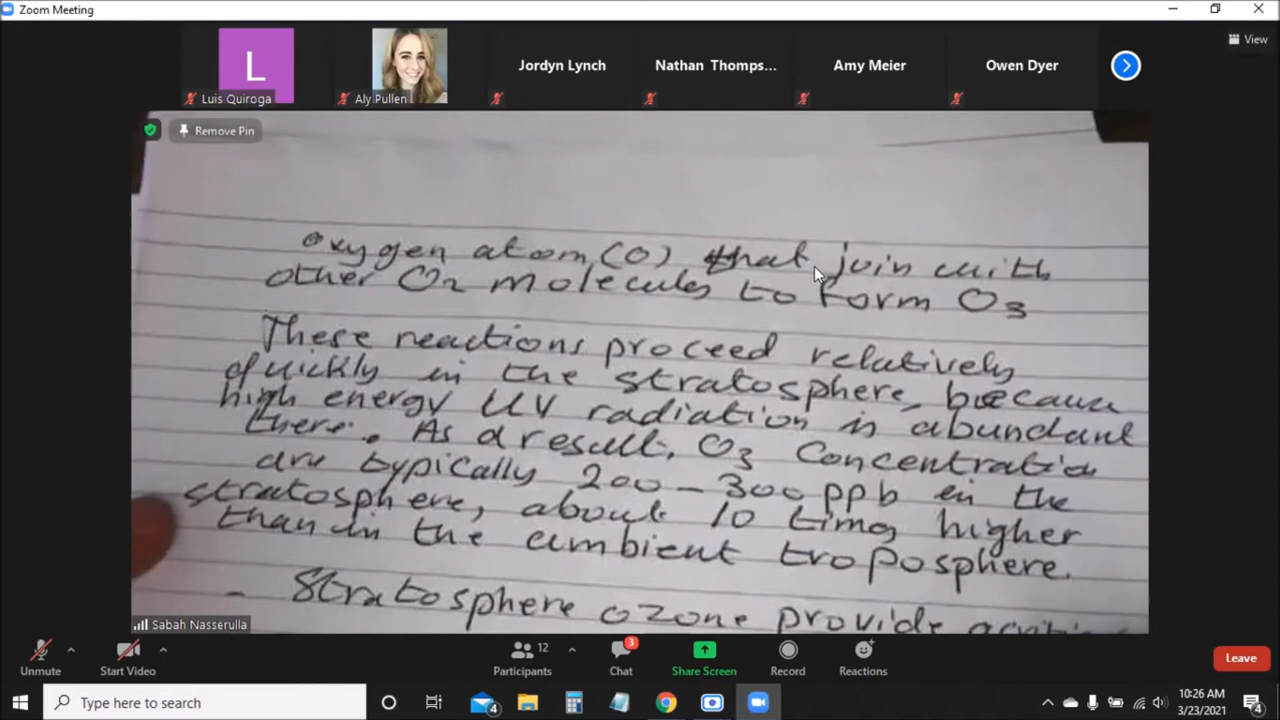 Zoom Meeting
View
L
Luis Quiroga
Aly Pullen
Jordyn Lynch
Nathan Thomps...
Amy Meier
Owen Dyer
Remove Pin
oxygen atom (O) that join with
other O2 molecules to form O3
These reactions proceed relatively
quickly in the stratosphere, because
high energy UV radiation is abundant
there. As a result, O3 Concentration
are typically 200-300 ppb in the
stratosphere, about 10 times higher
than in the ambient troposphere.
- Stratosphere ozone provide
Sabah Nasserulla
Unmute
Start Video
Participants
12
Chat
3
Share Screen
Record
Reactions
Leave
Type here to search
4
10:26 AM
3/23/2021
4